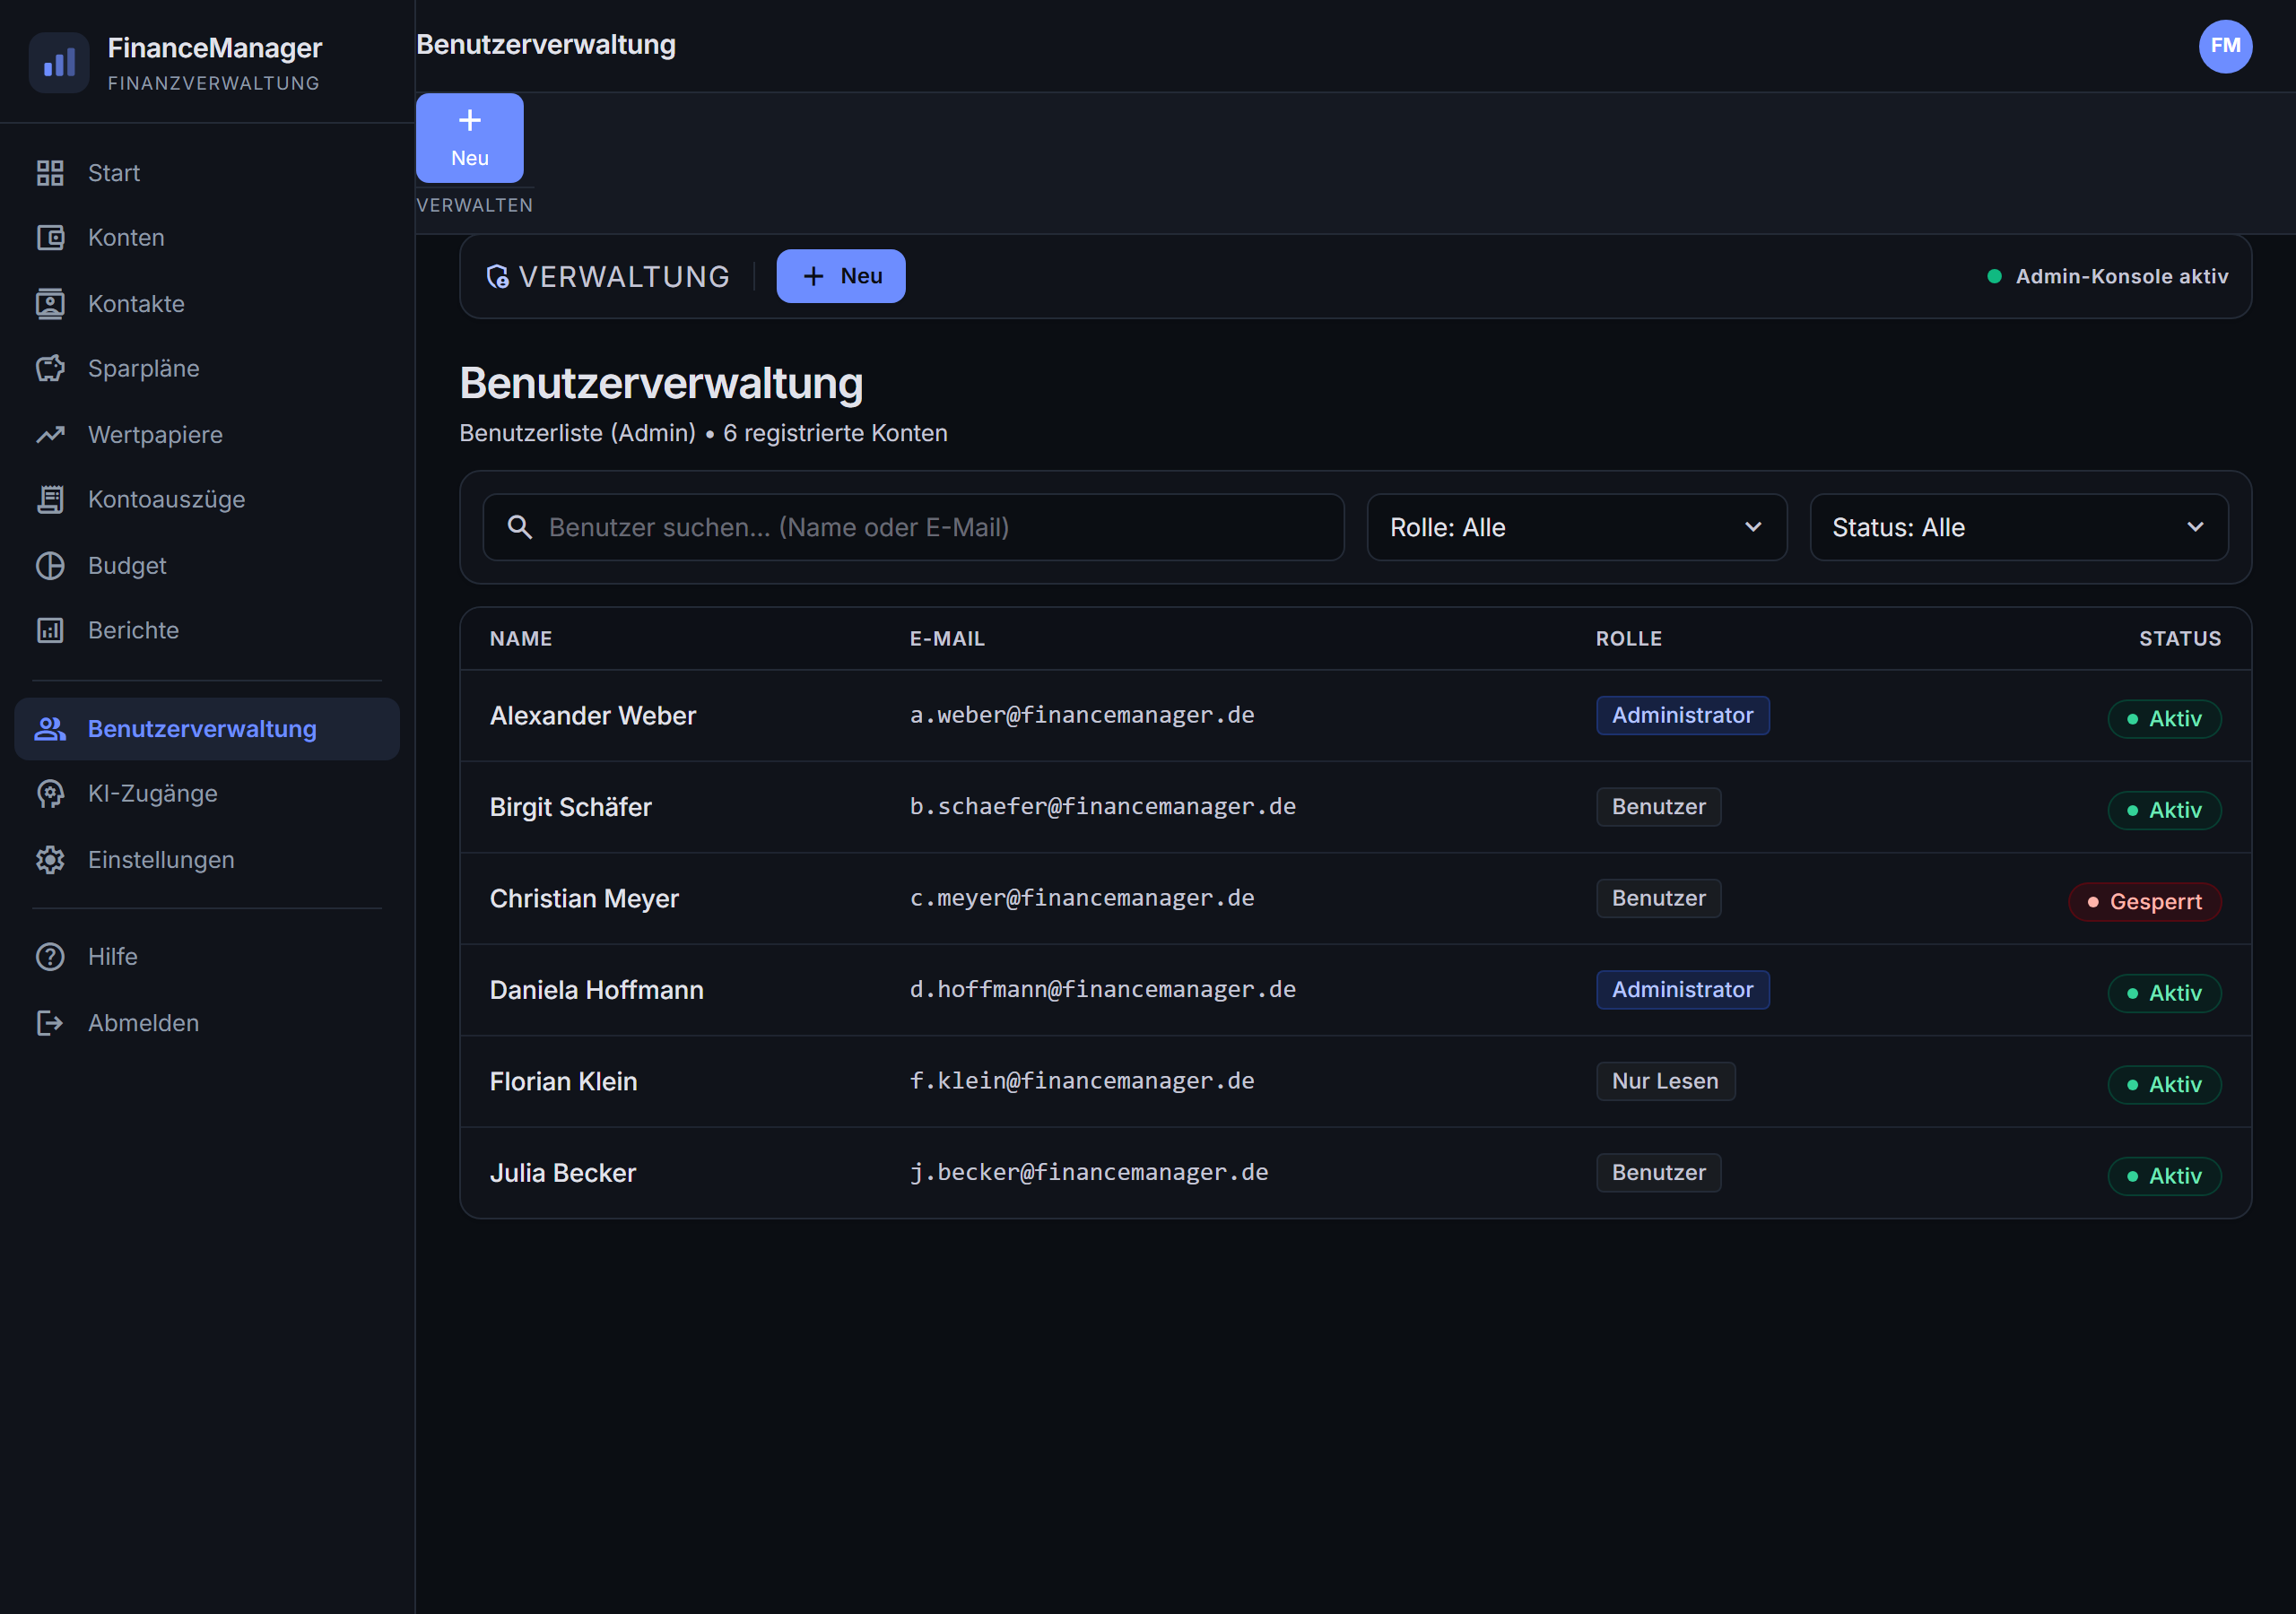 FinanceManager
FINANZVERWALTUNG
Start
Konten
Kontakte
Sparpläne
Wertpapiere
Kontoauszüge
Budget
Berichte
Benutzerverwaltung
KI-Zugänge
Einstellungen
Hilfe
Abmelden
Benutzerverwaltung
FM
Neu
VERWALTEN
VERWALTUNG
Neu
Admin-Konsole aktiv
Benutzerverwaltung
Benutzerliste (Admin) • 6 registrierte Konten
Benutzer suchen... (Name oder E-Mail)
Rolle: Alle
Status: Alle
NAME E-MAIL ROLLE STATUS
Alexander Weber a.weber@financemanager.de Administrator Aktiv
Birgit Schäfer b.schaefer@financemanager.de Benutzer Aktiv
Christian Meyer c.meyer@financemanager.de Benutzer Gesperrt
Daniela Hoffmann d.hoffmann@financemanager.de Administrator Aktiv
Florian Klein f.klein@financemanager.de Nur Lesen Aktiv
Julia Becker j.becker@financemanager.de Benutzer Aktiv